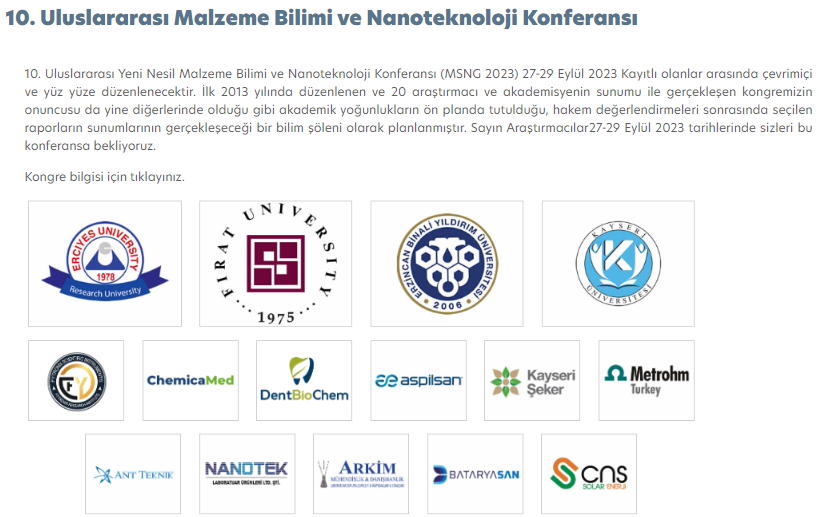 10. Uluslararası Malzeme Bilimi ve Nanoteknoloji Konferansı
10. Uluslararası Yeni Nesil Malzeme Bilimi ve Nanoteknoloji Konferansı (MSNG 2023) 27-29 Eylül 2023 Kayıtlı olanlar arasında çevrimiçi
ve yüz yüze düzenlenecektir. İlk 2013 yılında düzenlenen ve 20 araştırmacı ve akademisyenin sunumu ile gerçekleşen kongremizin
onuncusu da yine diğerlerinde olduğu gibi akademik yoğunlukların ön planda tutulduğu, hakem değerlendirmeleri sonrasında seçilen
raporların sunumlarının gerçekleşeceği bir bilim şöleni olarak planlanmıştır. Sayın Araştırmacılar27-29 Eylül 2023 tarihlerinde sizleri bu
konferansa bekliyoruz.
Kongre bilgisi için tıklayınız.
ERCIYES UNIVERSITY
1978
Research University
FIRAT UNIVERSITY
1975
ERZİNCAN BİNALİ YILDIRIM ÜNİVERSİTESİ
2006
KAYSERİ
ÜNİVERSİTESİ
ChemicaMed
DentBioChem
aspilsan
Kayseri
Şeker
Metrohm
Turkey
ANT TEKNIK
NANOTEK
LABORATUAR ÜRÜNLERİ LTD. ŞTİ.
ARKİM
MÜHENDİSLİK & DANIŞMANLIK
BATARYASAN
cns
SOLAR ENERJİ